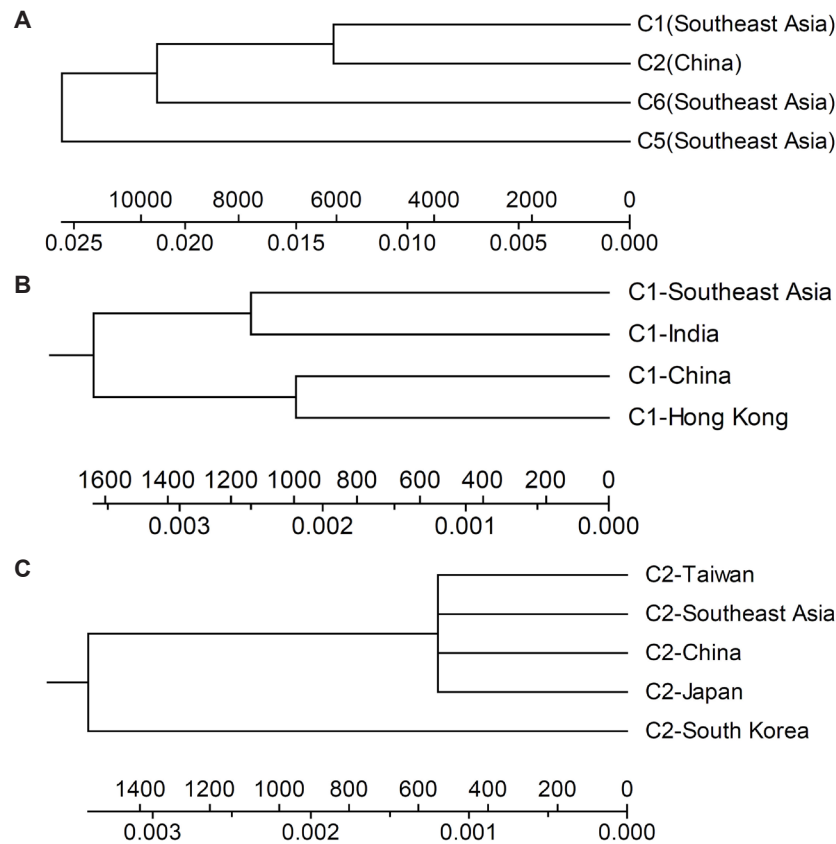 A
C1(Southeast Asia)
C2(China)
C6(Southeast Asia)
C5(Southeast Asia)
10000 8000 6000 4000 2000 0
0.025 0.020 0.015 0.010 0.005 0.000
B
C1-Southeast Asia
C1-India
C1-China
C1-Hong Kong
1600 1400 1200 1000 800 600 400 200 0
0.003 0.002 0.001 0.000
C
C2-Taiwan
C2-Southeast Asia
C2-China
C2-Japan
C2-South Korea
1400 1200 1000 800 600 400 200 0
0.003 0.002 0.001 0.000